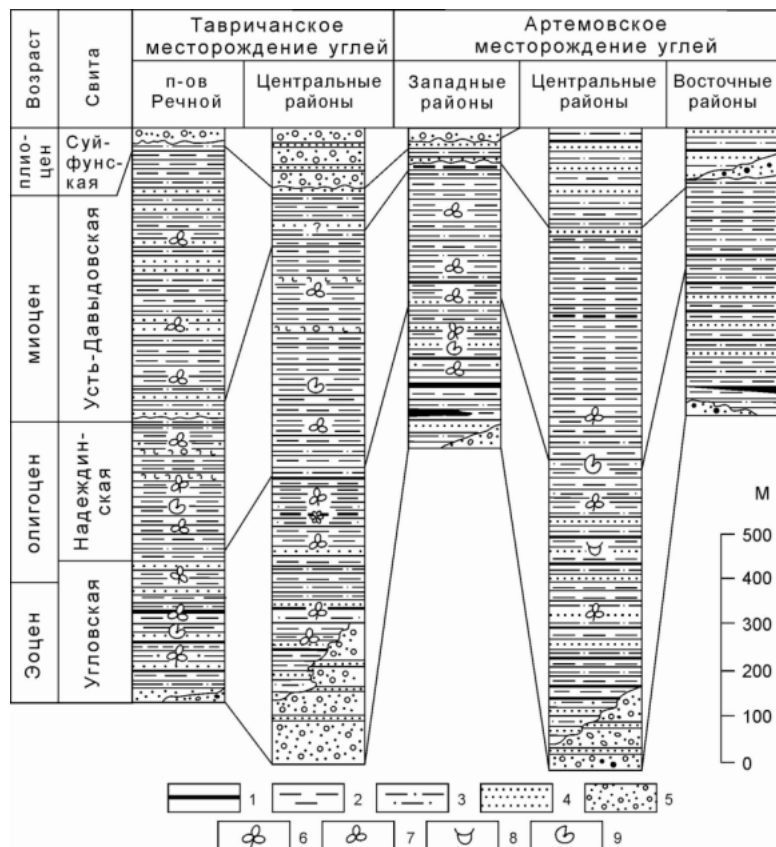 Тавричанское
месторождение углей
Артемовское
месторождение углей
Возраст
Свита
п-ов
Речной
Центральные
районы
Западные
районы
Центральные
районы
Восточные
районы
плио-
цен
Суй-
фунс-
кая
миоцен
Усть-Давыдовская
олигоцен
Надеждин-
ская
Эоцен
Угловская
?
М
500
400
300
200
100
0
1
2
3
4
5
6
7
8
9